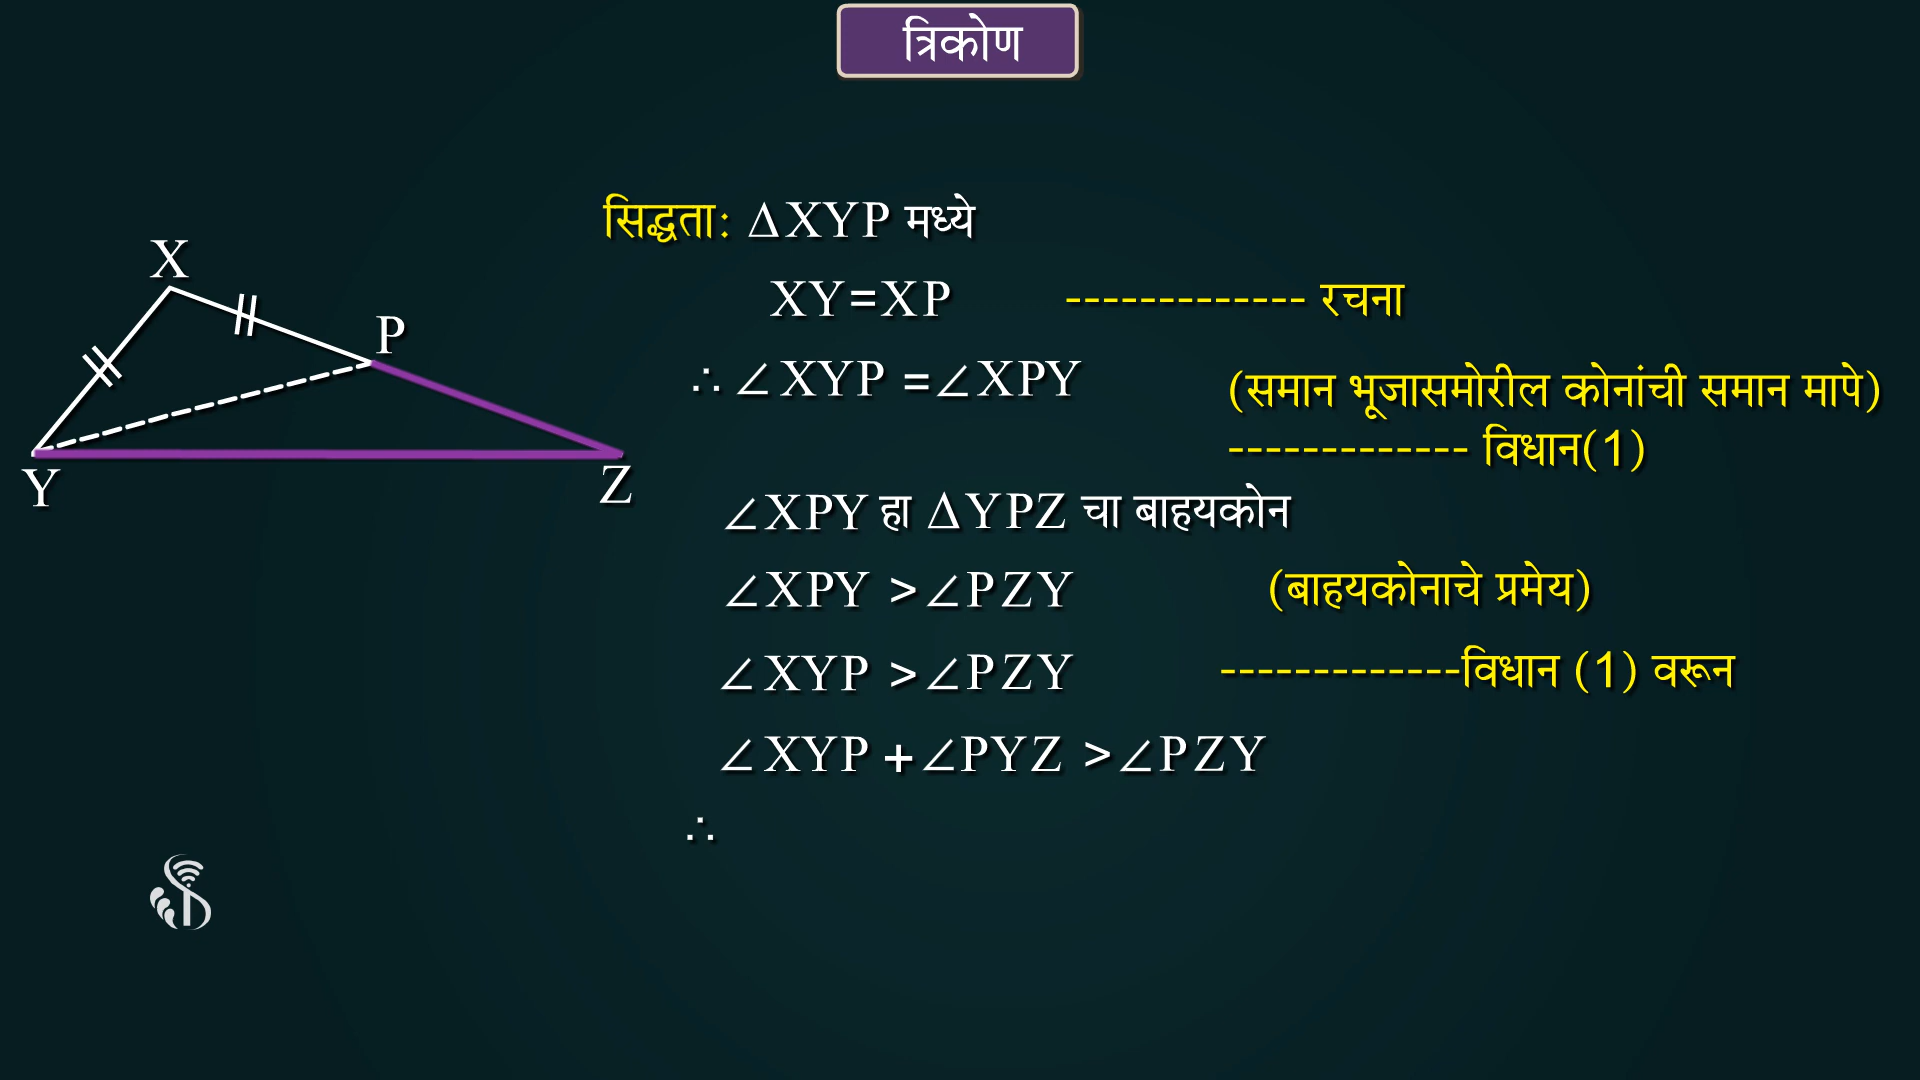 त्रिकोण
सिद्धता: ΔXYP मध्ये
XY=XP ------------- रचना
∴ ∠XYP =∠XPY (समान भूजासमोरील कोनांची समान मापे)
------------- विधान(1)
∠XPY हा ΔYPZ चा बाहयकोन
∠XPY >∠PZY (बाहयकोनाचे प्रमेय)
∠XYP >∠PZY -------------विधान (1) वरून
∠XYP +∠PYZ >∠PZY
∴
X
P
Y
Z